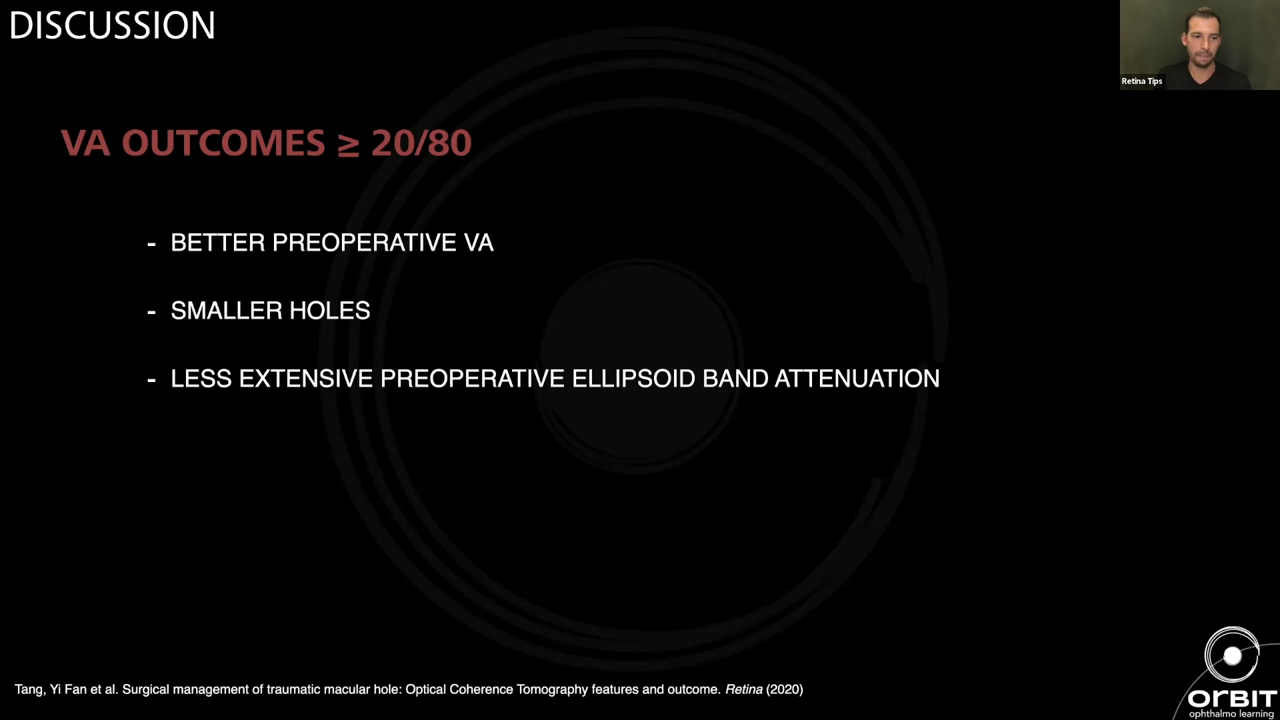 DISCUSSION
Retina Tips
VA OUTCOMES ≥ 20/80
- BETTER PREOPERATIVE VA
- SMALLER HOLES
- LESS EXTENSIVE PREOPERATIVE ELLIPSOID BAND ATTENUATION
Tang, Yi Fan et al. Surgical management of traumatic macular hole: Optical Coherence Tomography features and outcome. Retina (2020)
ORBIT
ophthalmo learning